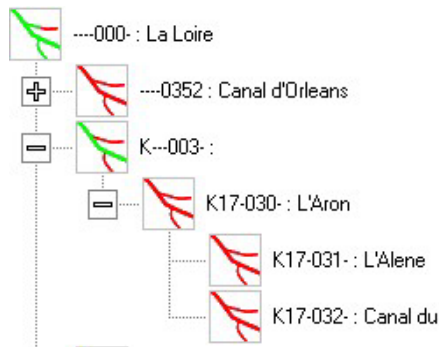 ----000- : La Loire
----0352 : Canal d'Orleans
K---003- :
K17-030- : L'Aron
K17-031- : L'Alene
K17-032- : Canal du